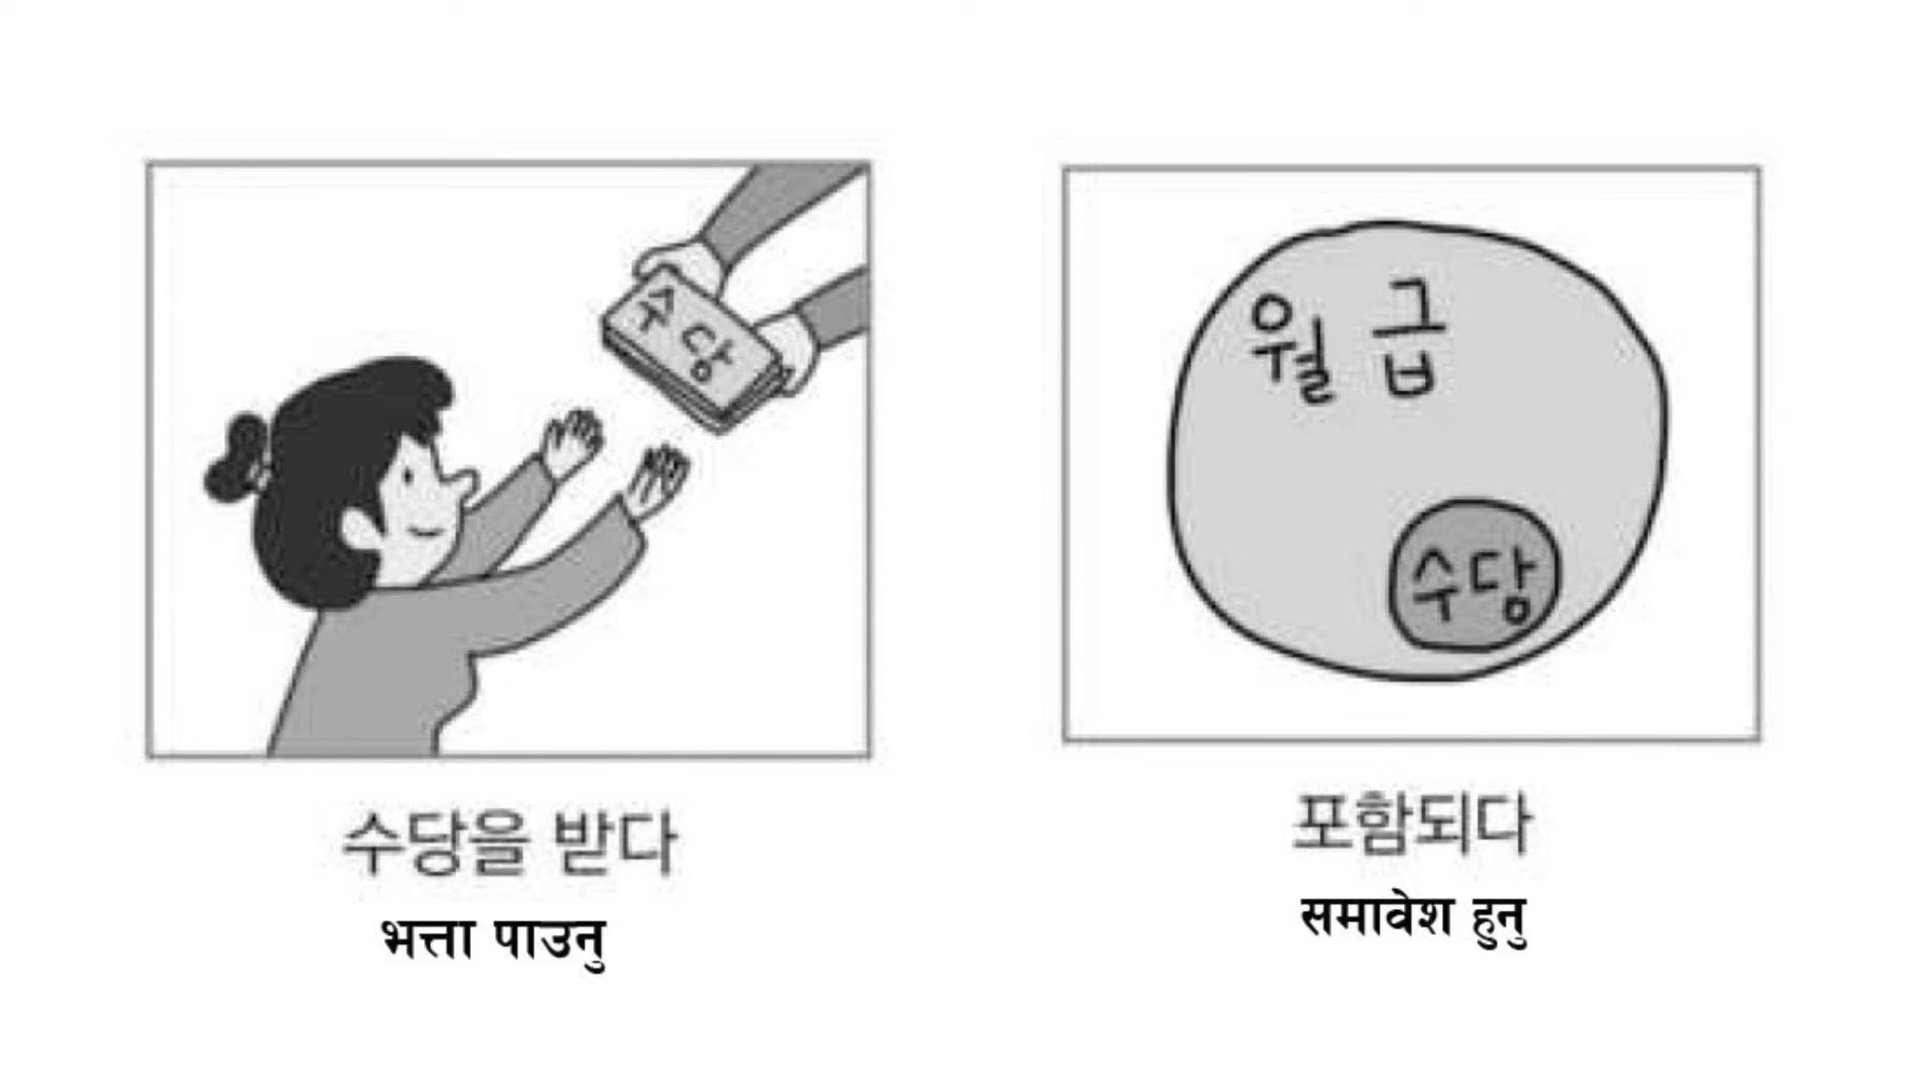 수당
수당을 받다
भत्ता पाउनु
월급
수당
포함되다
समावेश हुनु